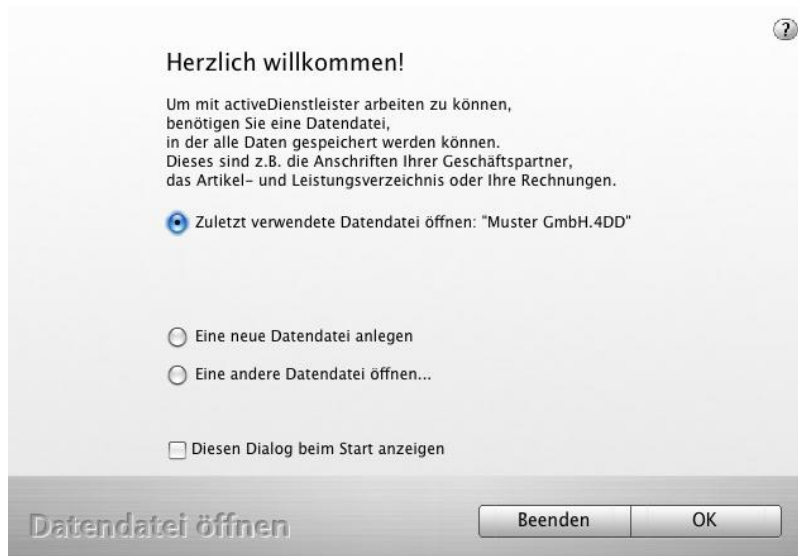 ?
Herzlich willkommen!
Um mit activeDienstleister arbeiten zu können,
benötigen Sie eine Datendatei,
in der alle Daten gespeichert werden können.
Dieses sind z.B. die Anschriften Ihrer Geschäftspartner,
das Artikel- und Leistungsverzeichnis oder Ihre Rechnungen.
Zuletzt verwendete Datendatei öffnen: "Muster GmbH.4DD"
Eine neue Datendatei anlegen
Eine andere Datendatei öffnen...
Diesen Dialog beim Start anzeigen
Datendatei öffnen
Beenden
OK